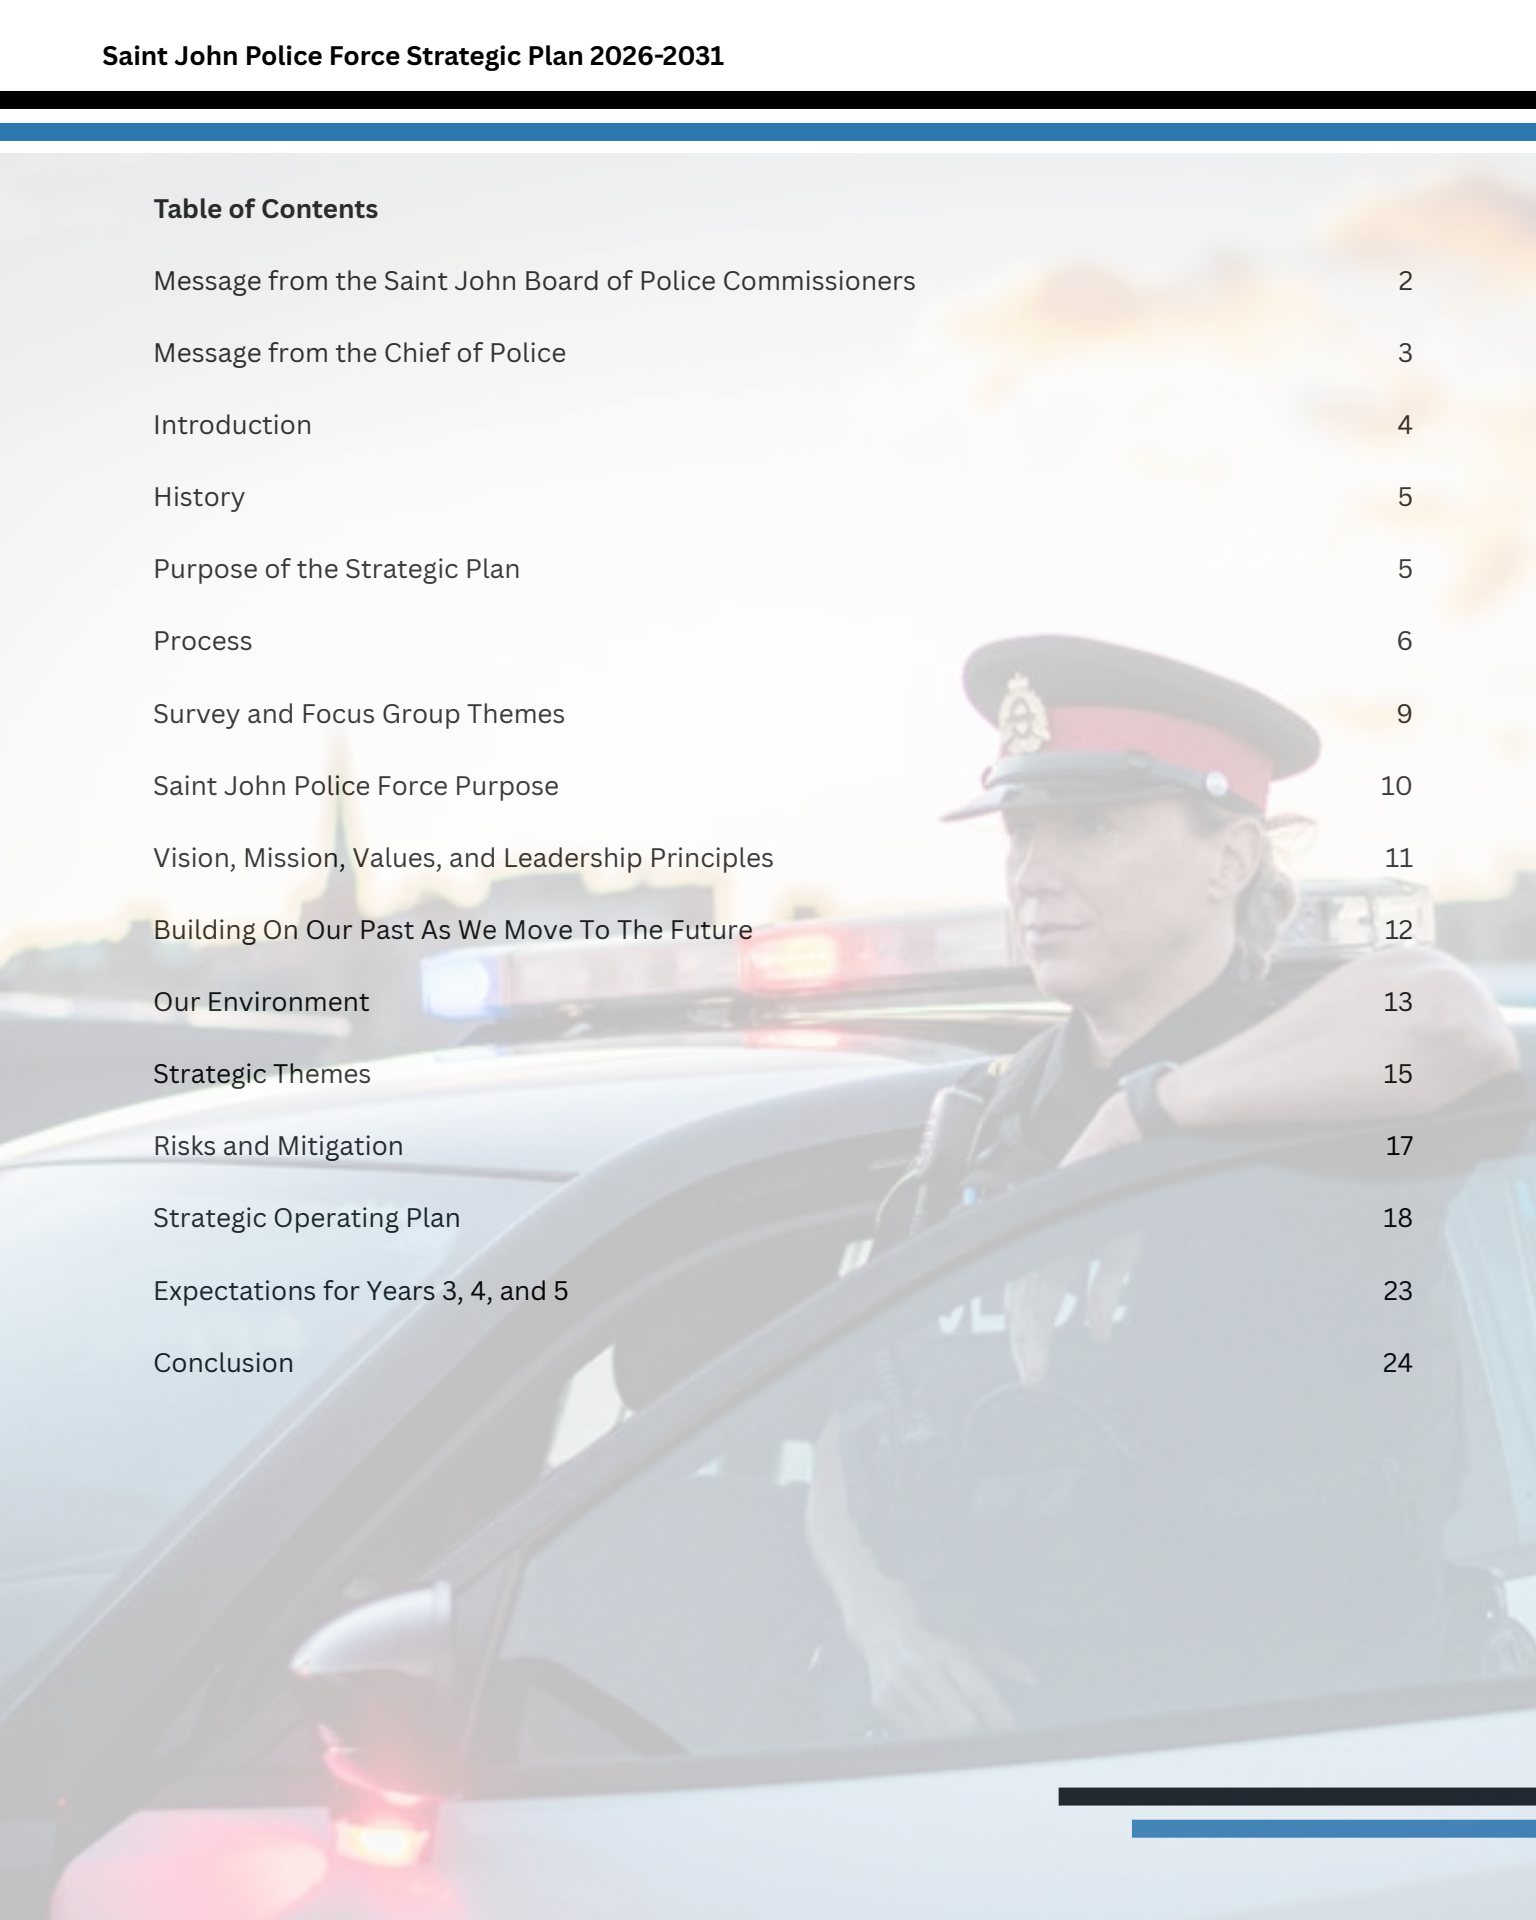 Saint John Police Force Strategic Plan 2026-2031
Table of Contents
Message from the Saint John Board of Police Commissioners 2
Message from the Chief of Police 3
Introduction 4
History 5
Purpose of the Strategic Plan 5
Process 6
Survey and Focus Group Themes 9
Saint John Police Force Purpose 10
Vision, Mission, Values, and Leadership Principles 11
Building On Our Past As We Move To The Future 12
Our Environment 13
Strategic Themes 15
Risks and Mitigation 17
Strategic Operating Plan 18
Expectations for Years 3, 4, and 5 23
Conclusion 24